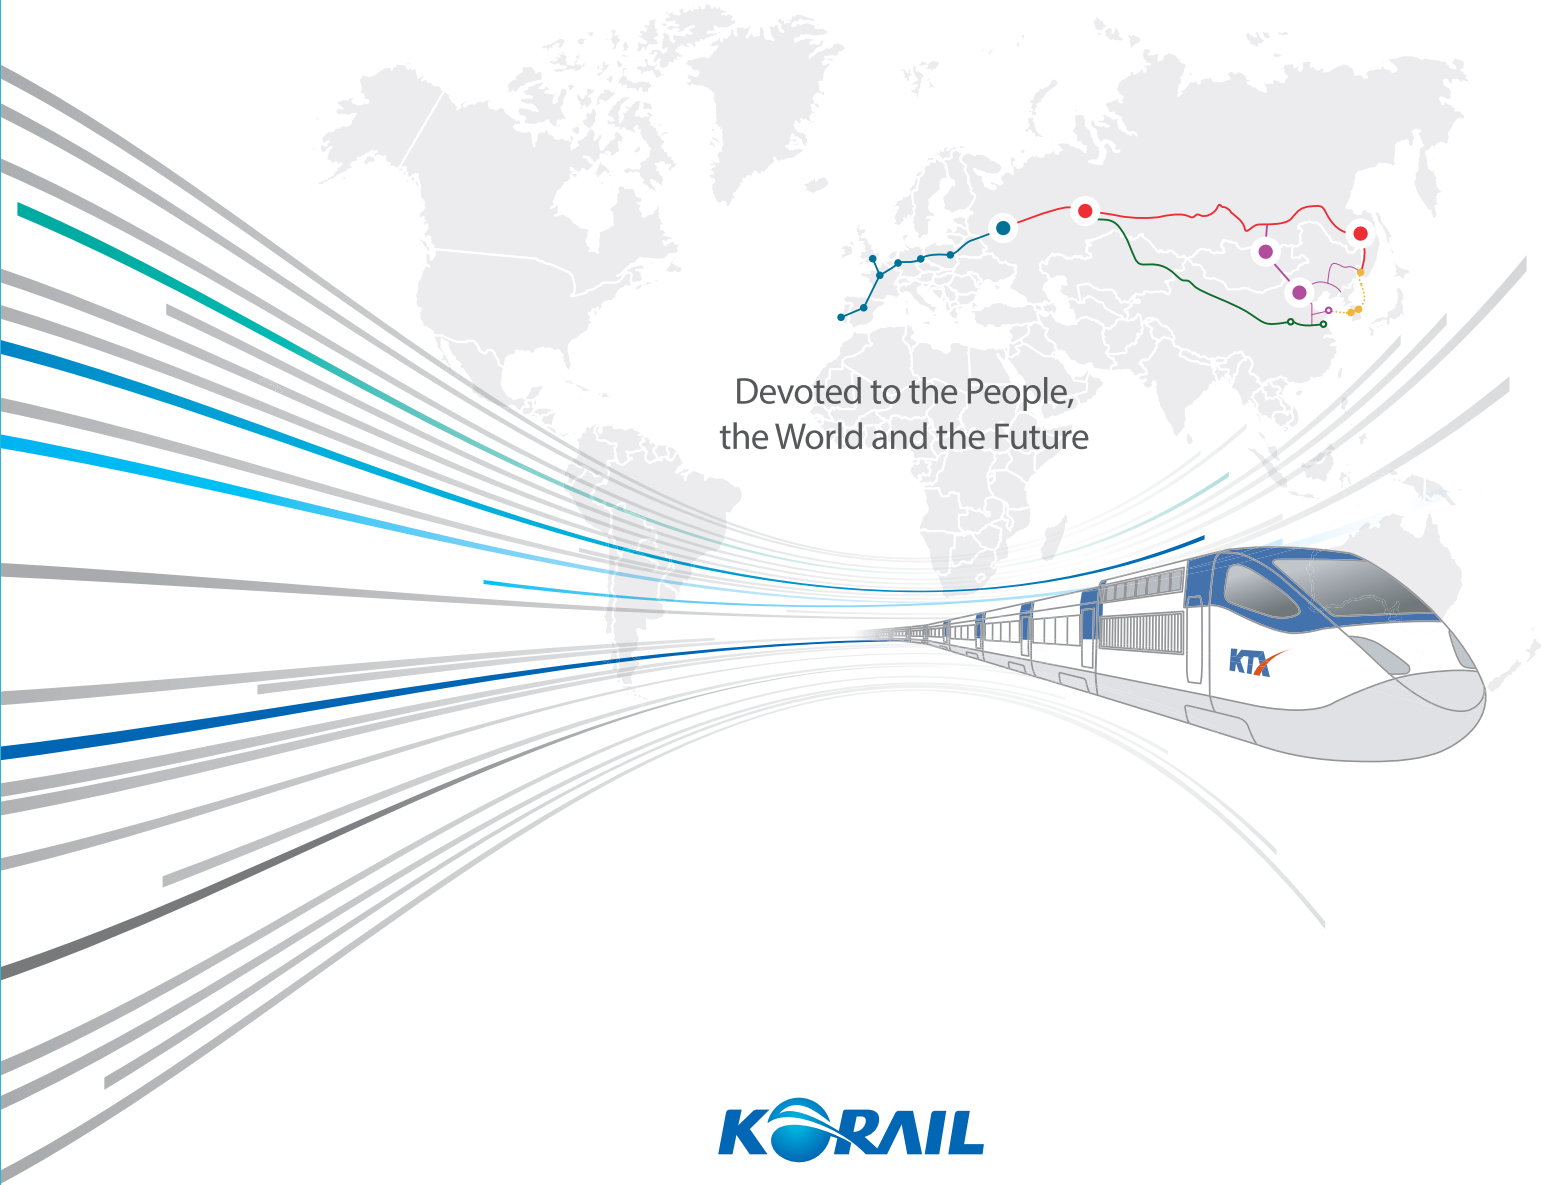 Devoted to the People,
the World and the Future
KTX
KORAIL